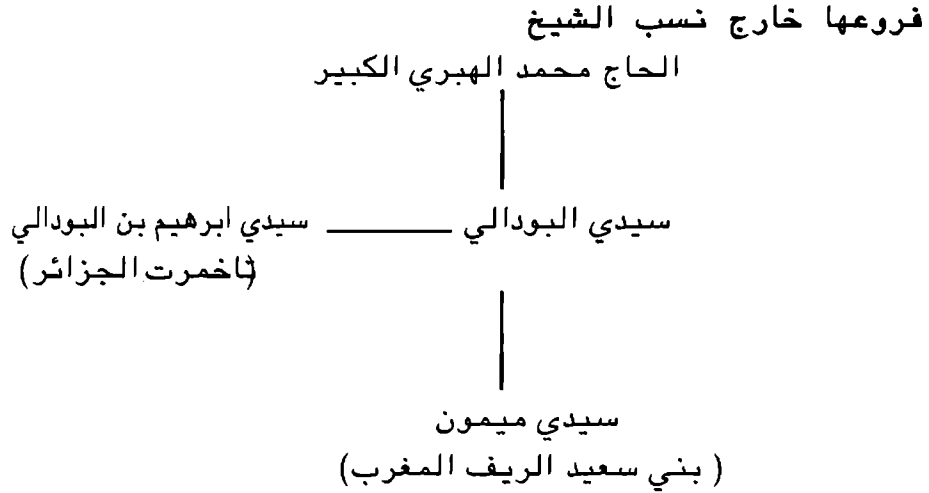 فروعها خارج نسب الشيخ
الحاج محمد الهبري الكبير
سيدي البودالي
سيدي ابرهيم بن البودالي
(تاخمرت الجزائر)
سيدي ميمون
( بني سعيد الريف المغرب)